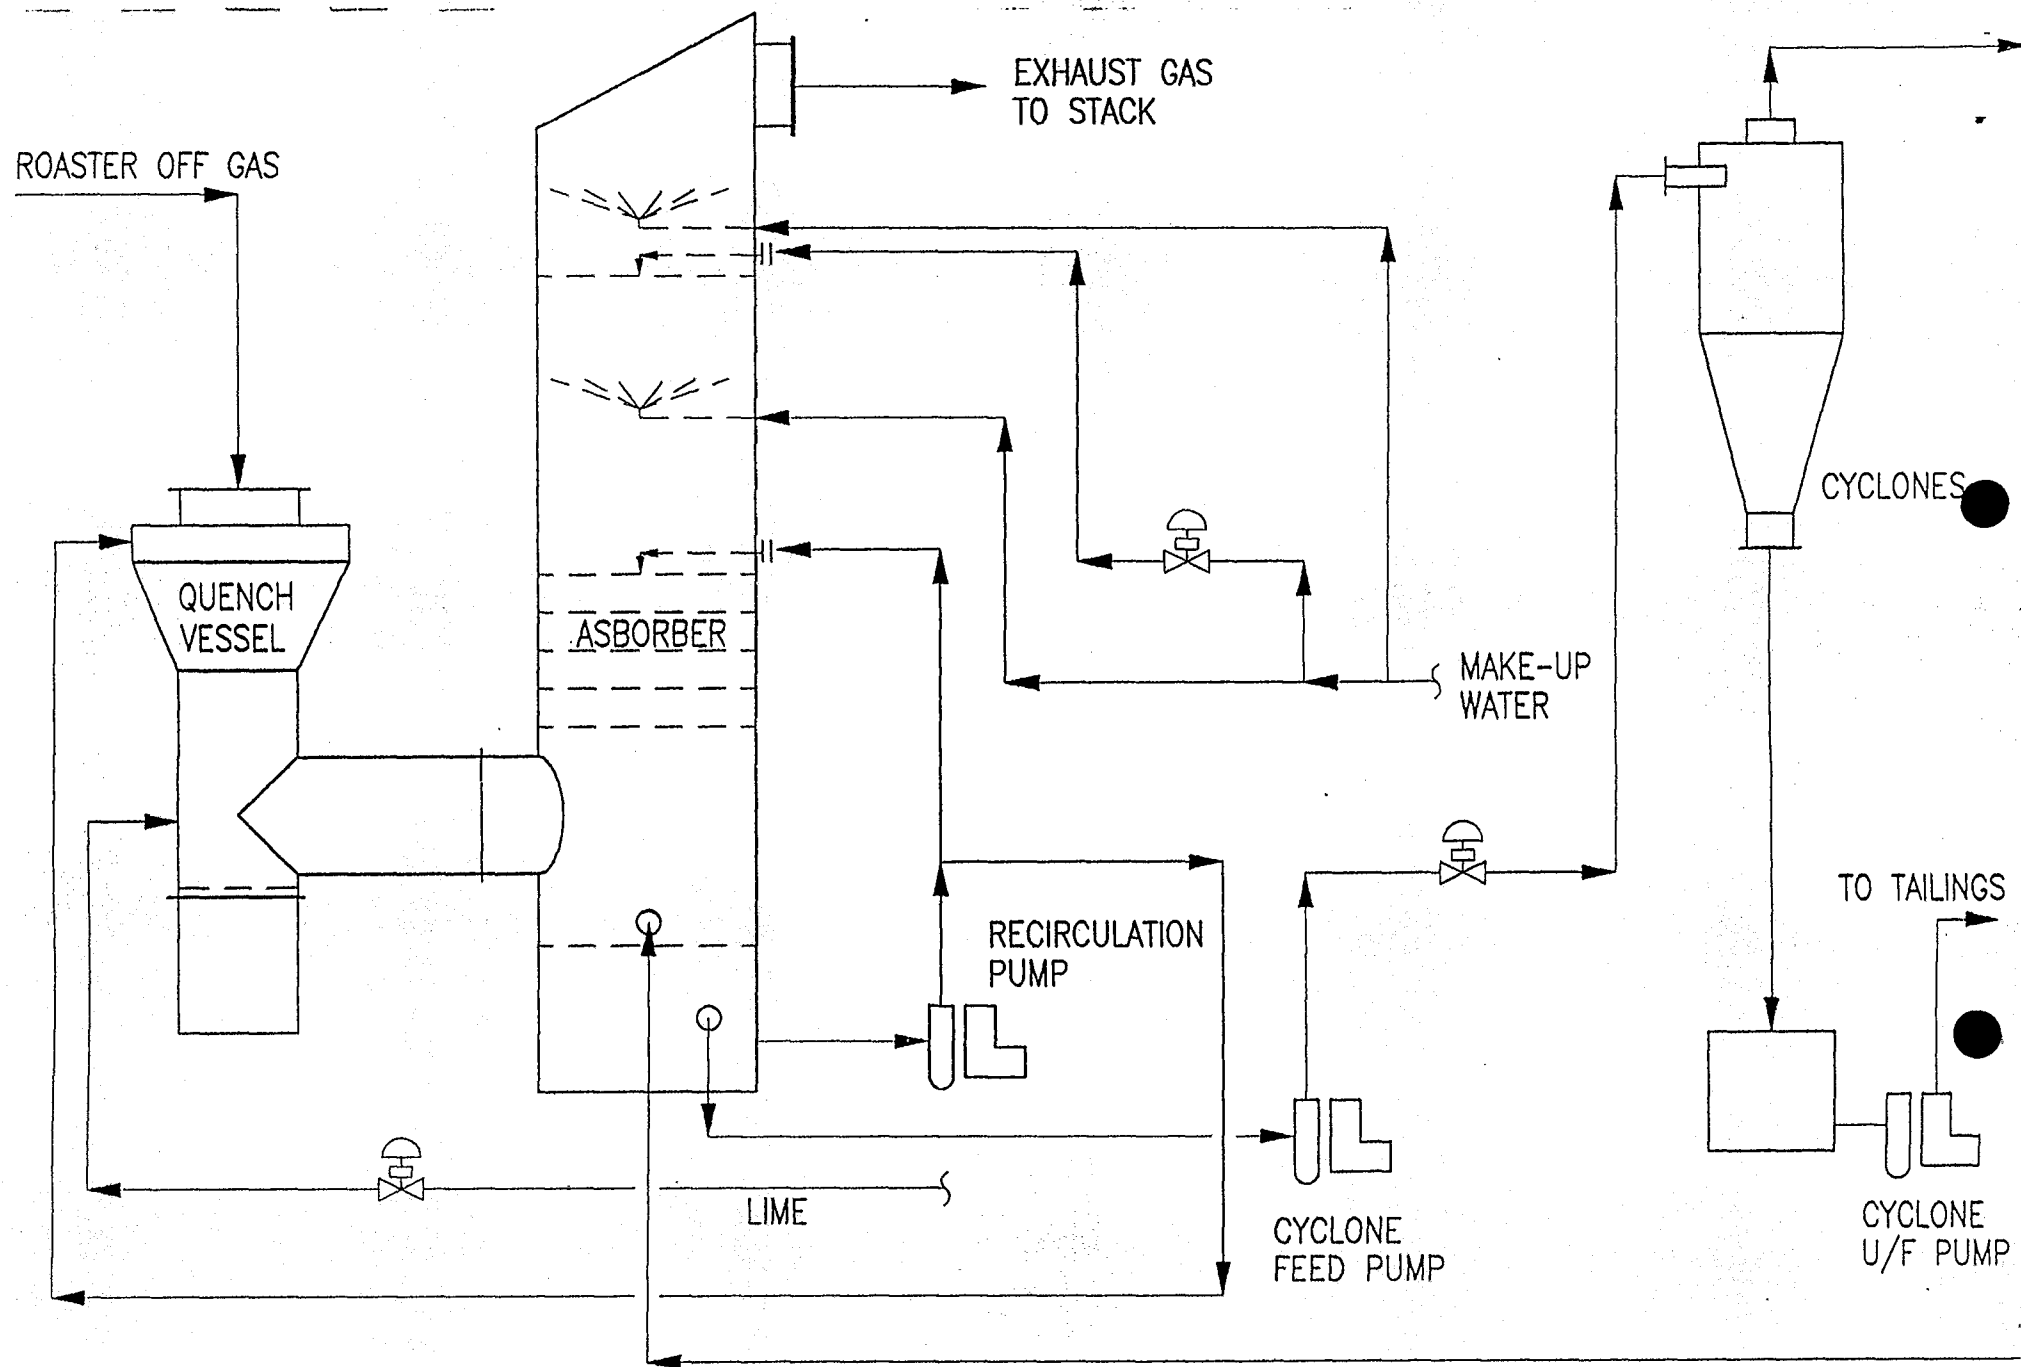 EXHAUST GAS
TO STACK
ROASTER OFF GAS
CYCLONES
QUENCH
VESSEL
ASBORBER
MAKE-UP
WATER
TO TAILINGS
RECIRCULATION
PUMP
LIME
CYCLONE
FEED PUMP
CYCLONE
U/F PUMP